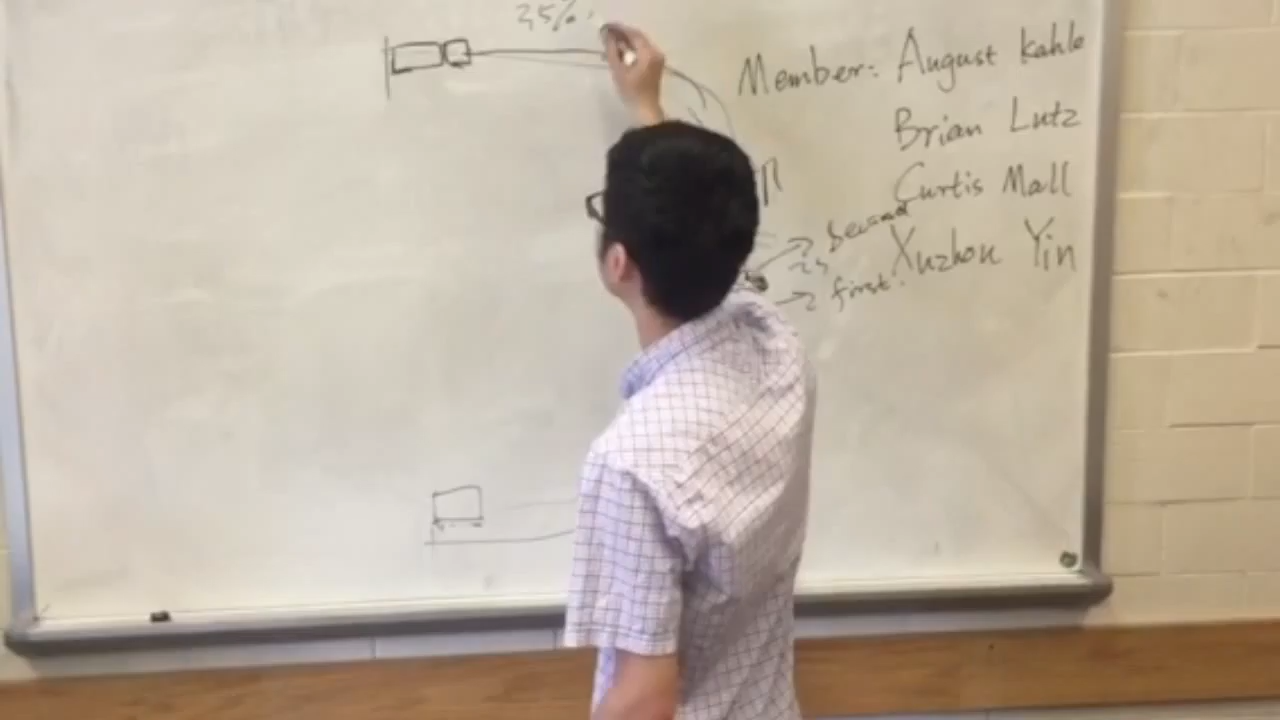 25%
Member: August Kahle
Brian Lutz
Curtis Mall
second
Xuzhou Yin
first